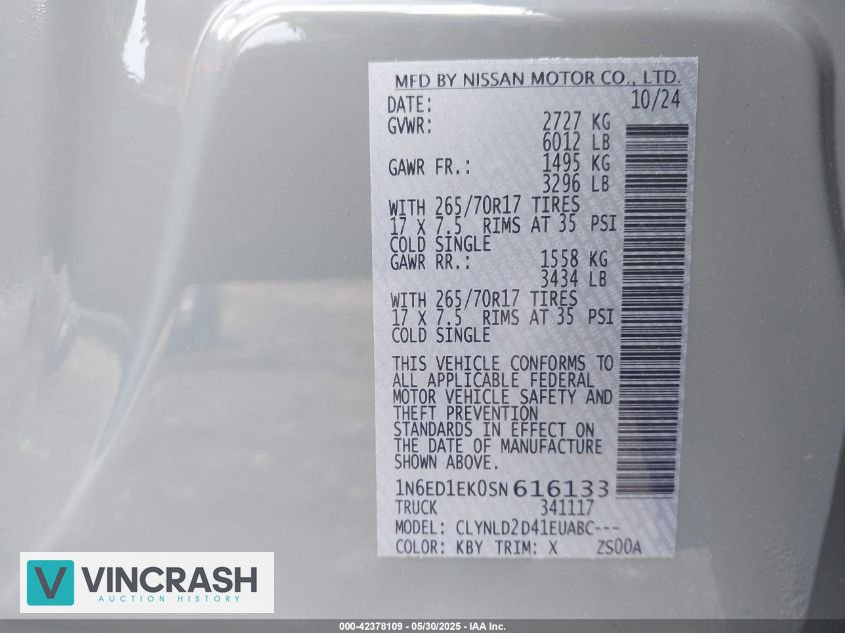 MFD BY NISSAN MOTOR CO., LTD.
DATE: 10/24
GVWR: 2727 KG
6012 LB
GAWR FR.: 1495 KG
3296 LB
WITH 265/70R17 TIRES
17 X 7.5 RIMS AT 35 PSI
COLD SINGLE
GAWR RR.: 1558 KG
3434 LB
WITH 265/70R17 TIRES
17 X 7.5 RIMS AT 35 PSI
COLD SINGLE
THIS VEHICLE CONFORMS TO
ALL APPLICABLE FEDERAL
MOTOR VEHICLE SAFETY AND
THEFT PREVENTION
STANDARDS IN EFFECT ON
THE DATE OF MANUFACTURE
SHOWN ABOVE.
1N6ED1EK0SN616133
TRUCK 341117
MODEL: CLYNLD2D41EUABC---
COLOR: KBY TRIM: X ZS00A
VINCRASH
AUCTION HISTORY
000-42378109 - 05/30/2025 - IAA Inc.